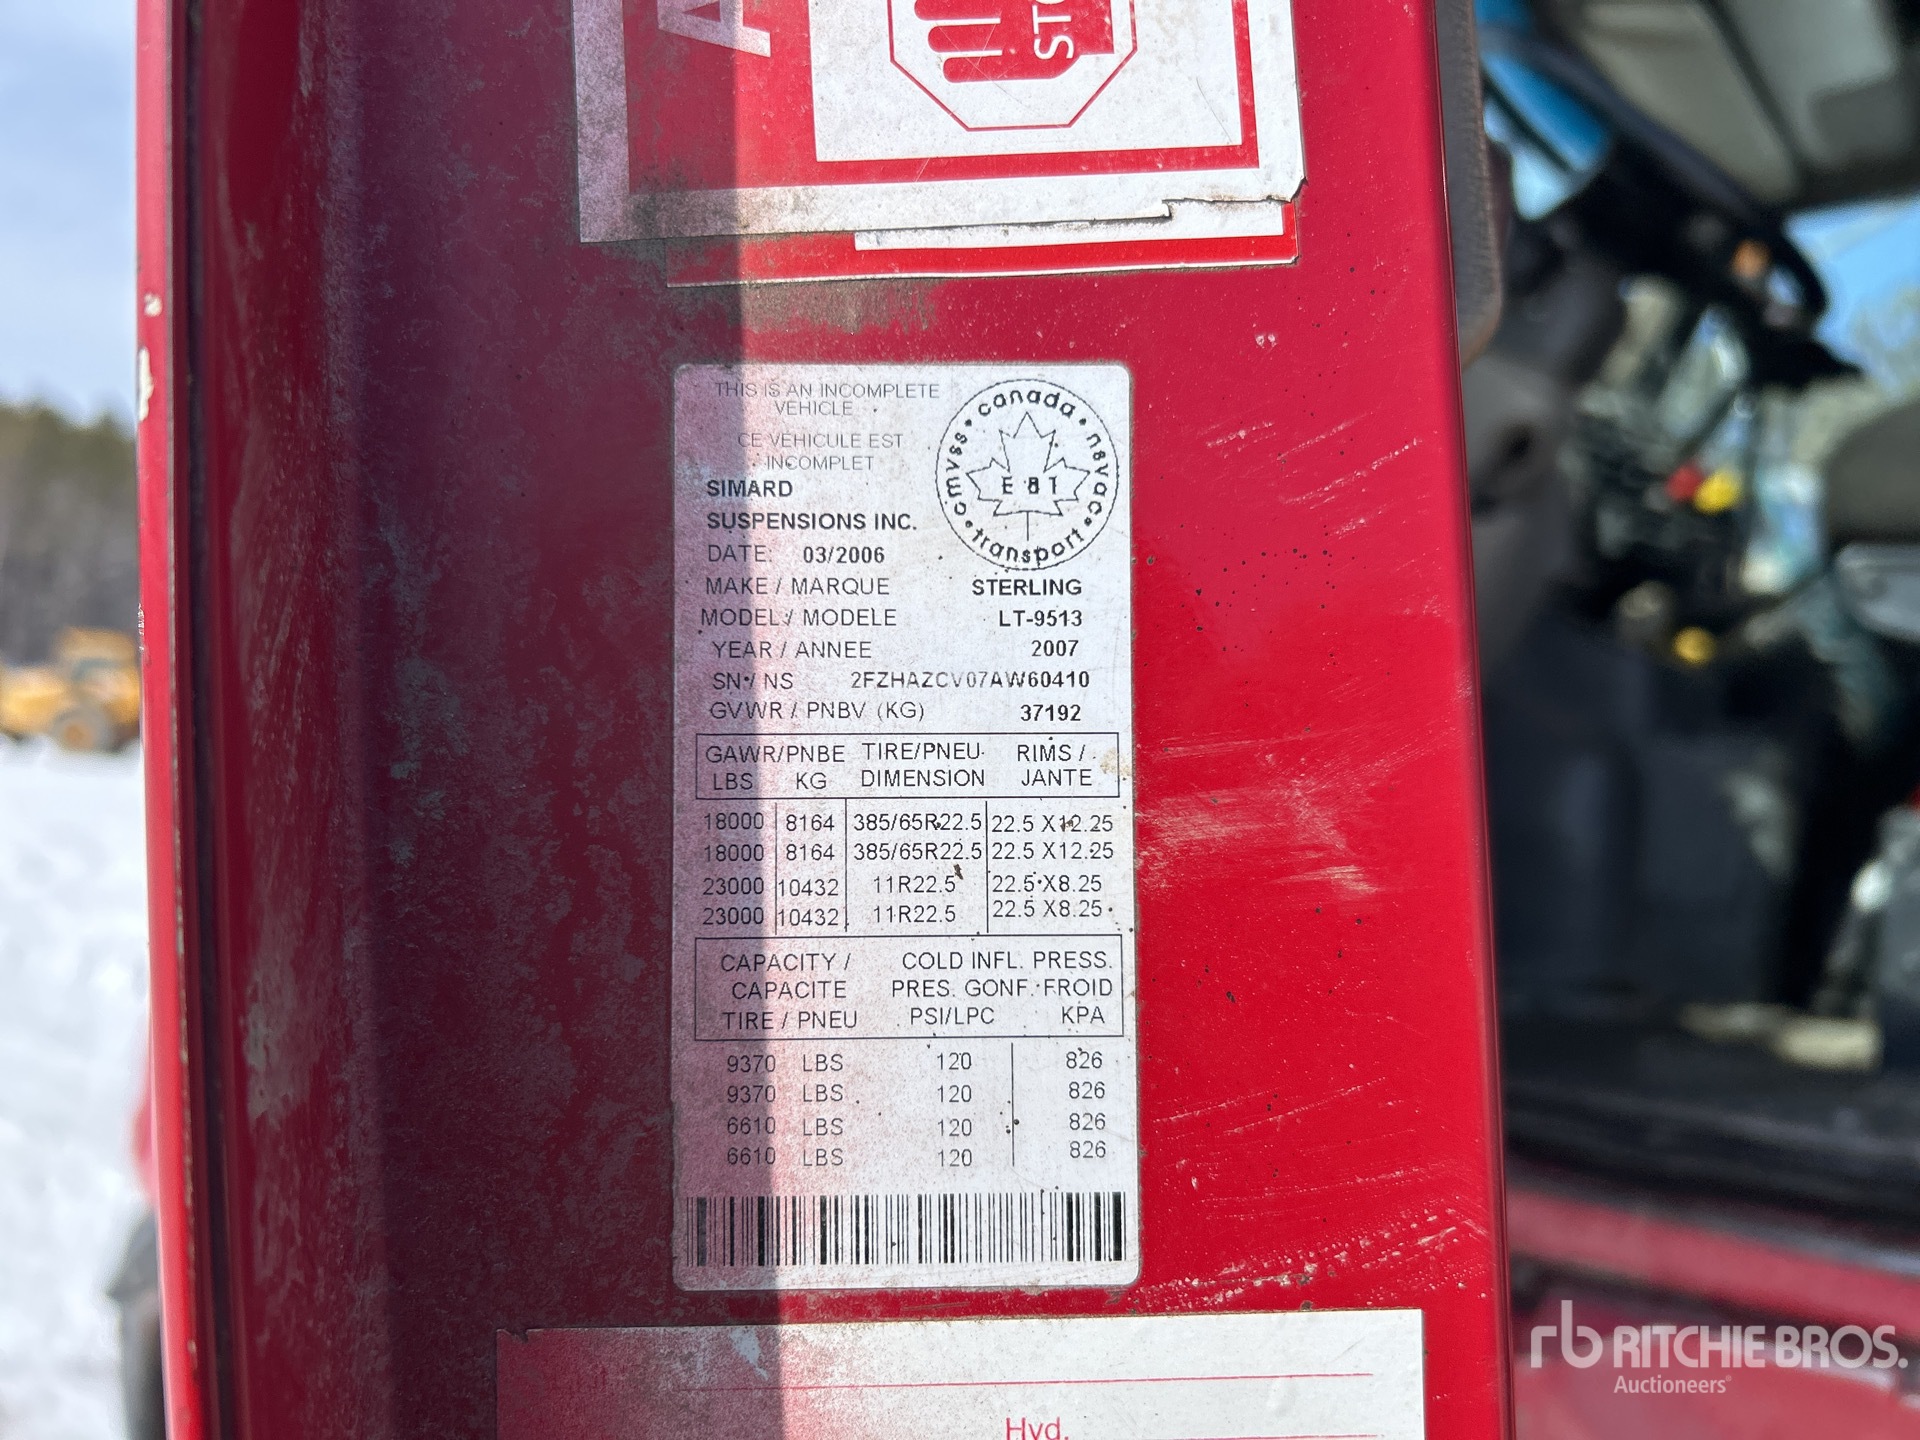 A
STO
THIS IS AN INCOMPLETE
VEHICLE
CE VEHICULE EST
INCOMPLET
canada • nsvac • transport • cmvss •
E 81
SIMARD
SUSPENSIONS INC.
DATE: 03/2006
MAKE / MARQUE STERLING
MODEL / MODELE LT-9513
YEAR / ANNEE 2007
SN / NS 2FZHAZCV07AW60410
GVWR / PNBV (KG) 37192
GAWR/PNBE TIRE/PNEU RIMS /
LBS KG DIMENSION JANTE
18000 8164 385/65R22.5 22.5 X12.25
18000 8164 385/65R22.5 22.5 X12.25
23000 10432 11R22.5 22.5 X8.25
23000 10432 11R22.5 22.5 X8.25
CAPACITY / COLD INFL. PRESS.
CAPACITE PRES. GONF. FROID
TIRE / PNEU PSI/LPC KPA
9370 LBS 120 826
9370 LBS 120 826
6610 LBS 120 826
6610 LBS 120 826
Hyd.
rb RITCHIE BROS.
Auctioneers